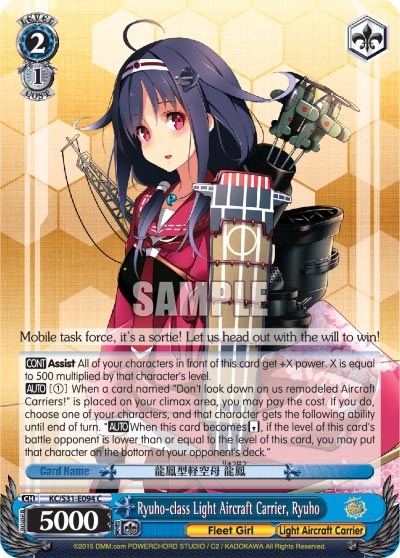 LEVEL
2
1
COST
SAMPLE
Mobile task force, it's a sortie! Let us head out with the will to win!
CONT Assist All of your characters in front of this card get +X power. X is equal
to 500 multiplied by that character's level.
AUTO [①] When a card named "Don't look down on us remodeled Aircraft
Carriers!" is placed on your climax area, you may pay the cost. If you do,
choose one of your characters, and that character gets the following ability
until end of turn. "AUTO When this card becomes [ ], if the level of this card's
battle opponent is lower than or equal to the level of this card, you may put
that character on the bottom of your opponent's deck."
Card Name
龍鳳型軽空母 龍鳳
CH
KC/S31-E094 C
Ryuho-class Light Aircraft Carrier, Ryuho
POWER
5000
Fleet Girl
Light Aircraft Carrier
©2015 DMM.com POWERCHORD STUDIO / C2 / KADOKAWA All Rights Reserved.